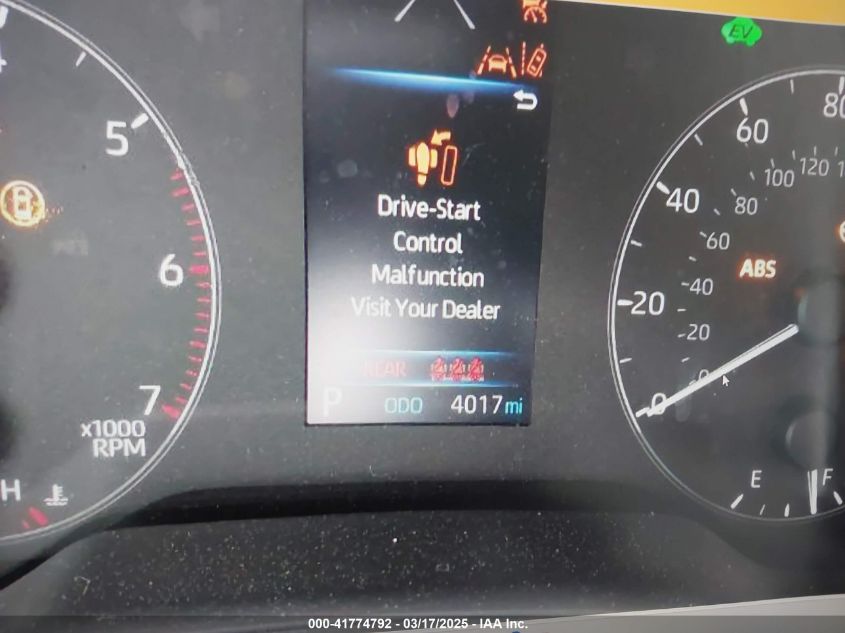 EV
5
6
7
x1000
RPM
H
Drive-Start
Control
Malfunction
Visit Your Dealer
REAR
P ODO 4017 mi
80
60
40
20
0
120
100
80
60
40
20
0
ABS
E F
000-41774792 - 03/17/2025 - IAA Inc.